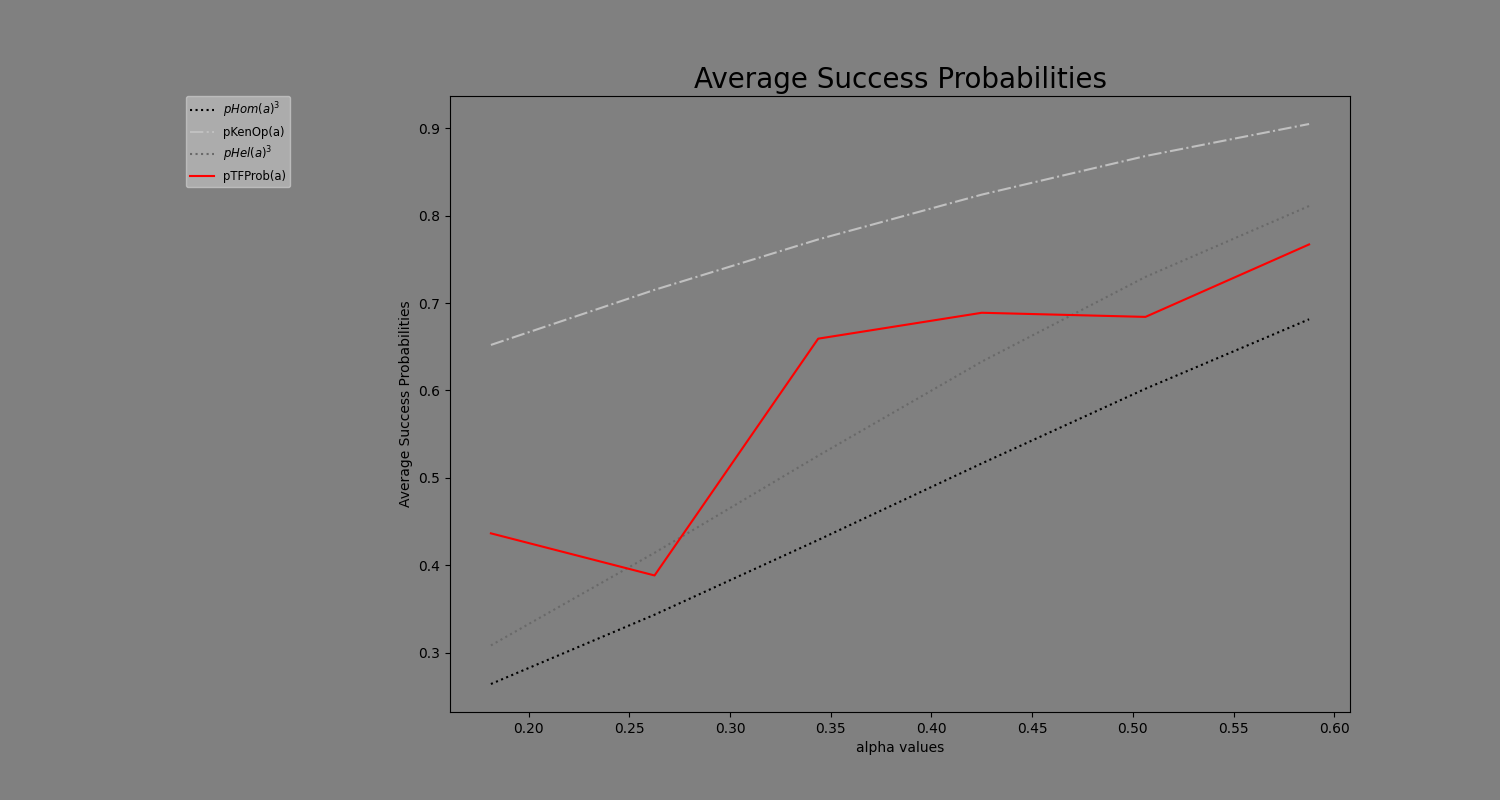 Average Success Probabilities
pHom(a)³
pKenOp(a)
pHel(a)³
pTFProb(a)
0.9
0.8
0.7
0.6
0.5
0.4
0.3
Average Success Probabilities
0.20 0.25 0.30 0.35 0.40 0.45 0.50 0.55 0.60
alpha values